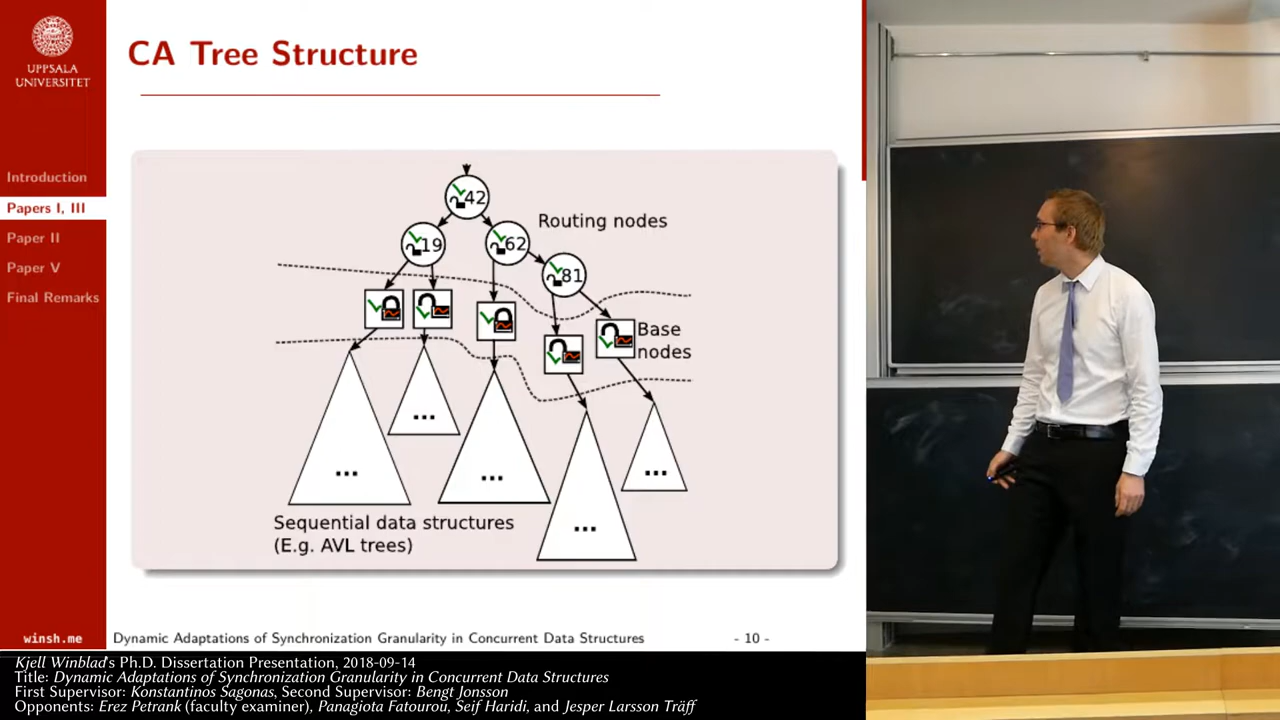 CA Tree Structure
UPPSALA
UNIVERSITET
Introduction
Papers I, III
Paper II
Paper V
Final Remarks
42
Routing nodes
19
62
81
Base
nodes
...
...
...
...
...
Sequential data structures
(E.g. AVL trees)
winsh.me
Dynamic Adaptations of Synchronization Granularity in Concurrent Data Structures
- 10 -
Kjell Winblad's Ph.D. Dissertation Presentation, 2018-09-14
Title: Dynamic Adaptations of Synchronization Granularity in Concurrent Data Structures
First Supervisor: Konstantinos Sagonas, Second Supervisor: Bengt Jonsson
Opponents: Erez Petrank (faculty examiner), Panagiota Fatourou, Seif Haridi, and Jesper Larsson Träff